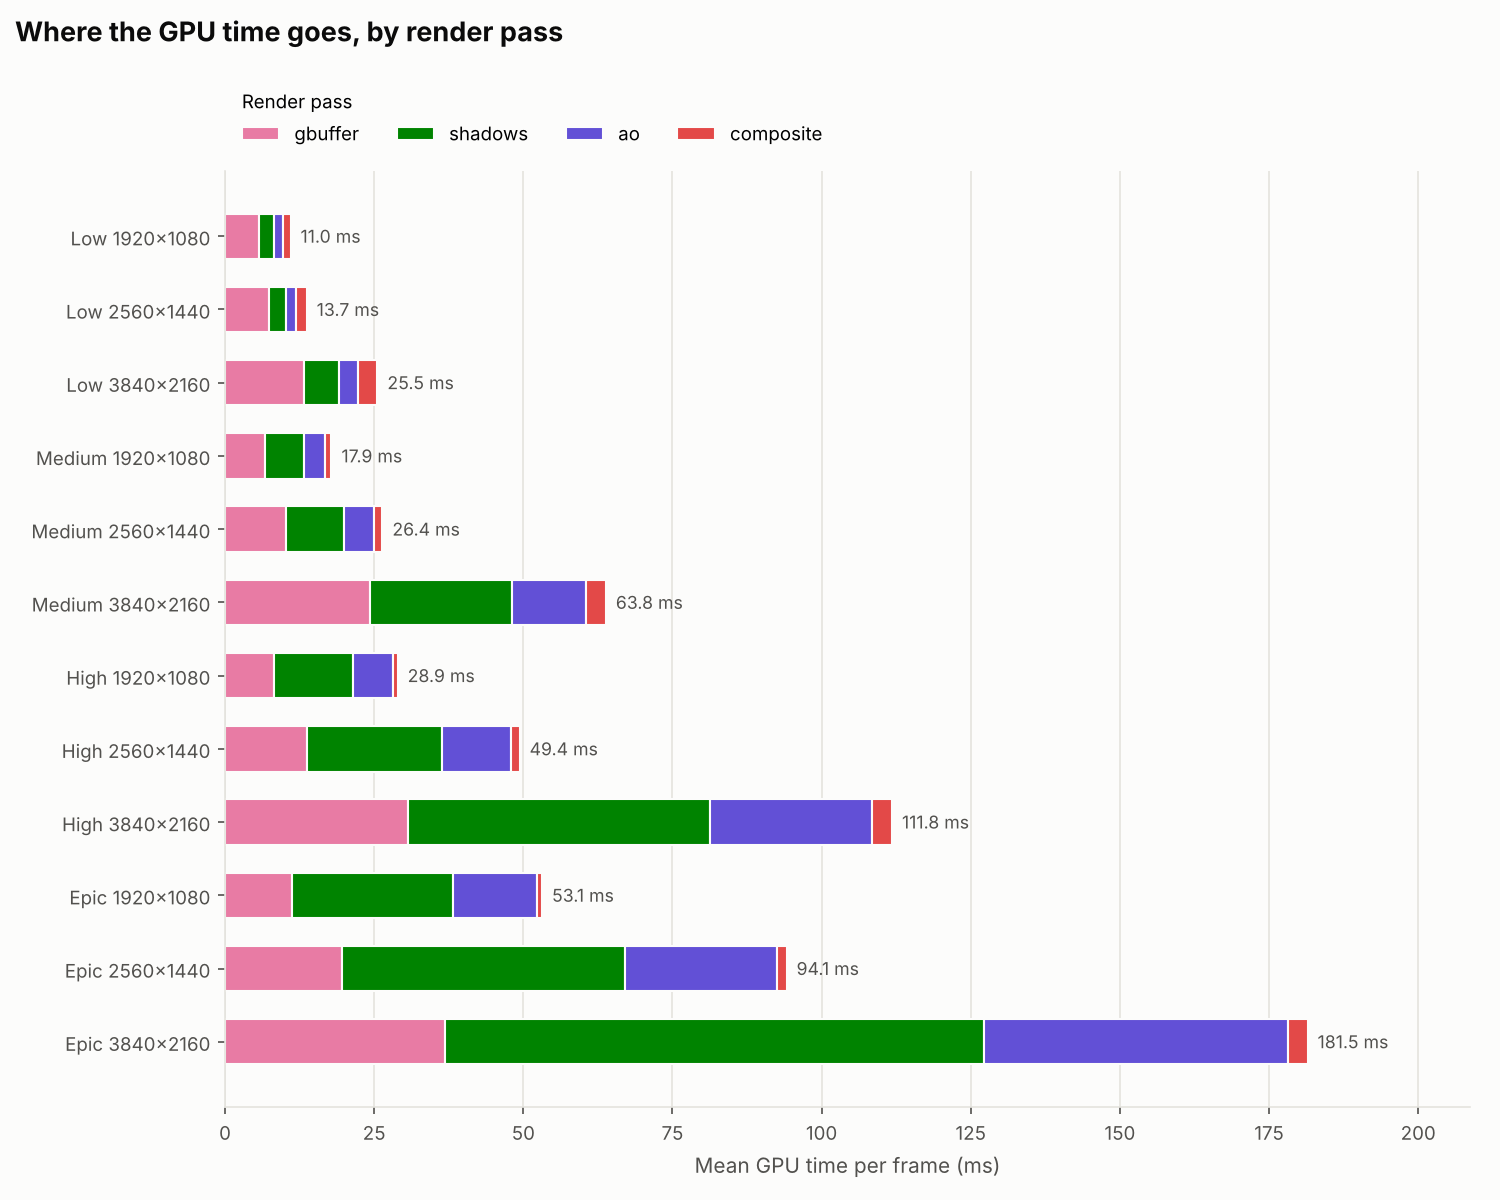 Where the GPU time goes, by render pass
Render pass
gbuffer shadows ao composite
Low 1920×1080 11.0 ms
Low 2560×1440 13.7 ms
Low 3840×2160 25.5 ms
Medium 1920×1080 17.9 ms
Medium 2560×1440 26.4 ms
Medium 3840×2160 63.8 ms
High 1920×1080 28.9 ms
High 2560×1440 49.4 ms
High 3840×2160 111.8 ms
Epic 1920×1080 53.1 ms
Epic 2560×1440 94.1 ms
Epic 3840×2160 181.5 ms
0 25 50 75 100 125 150 175 200
Mean GPU time per frame (ms)